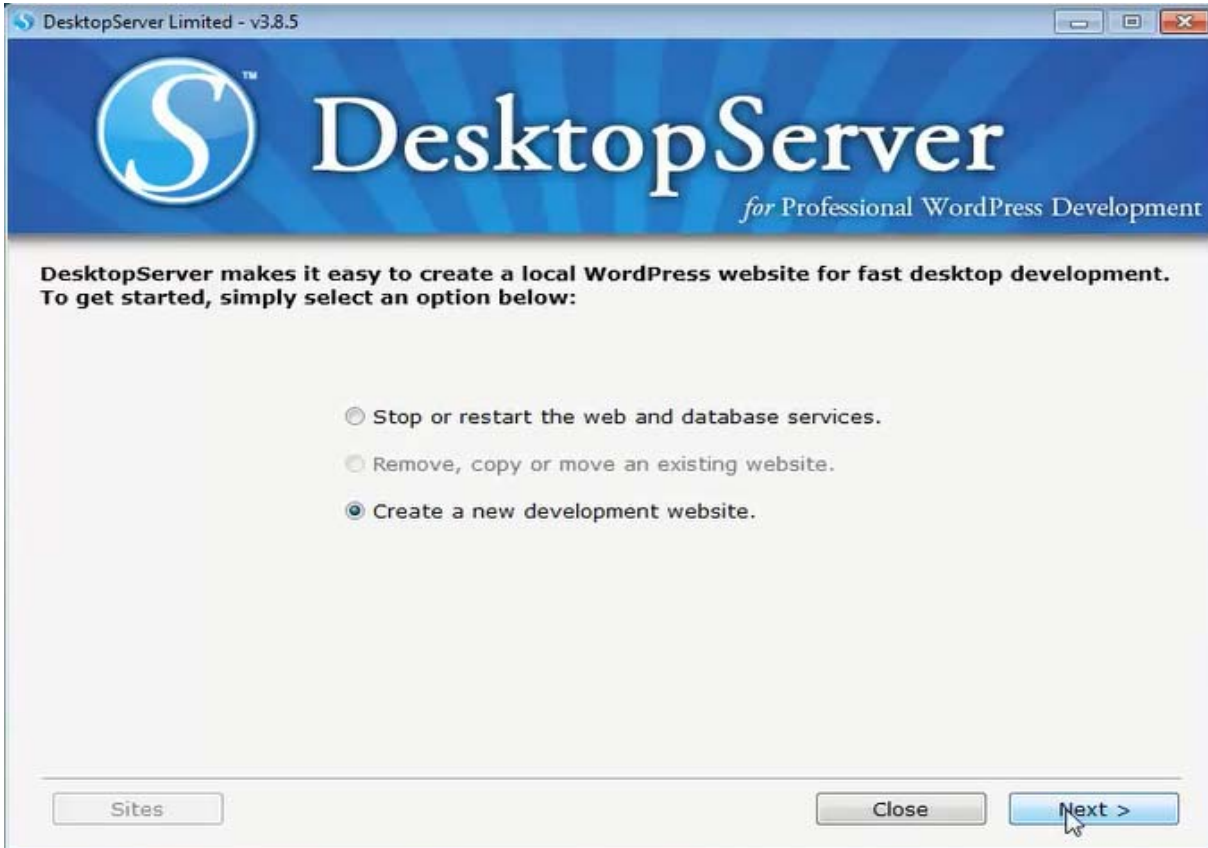 DesktopServer Limited - v3.8.5
S TM
DesktopServer
for Professional WordPress Development
DesktopServer makes it easy to create a local WordPress website for fast desktop development.
To get started, simply select an option below:
Stop or restart the web and database services.
Remove, copy or move an existing website.
Create a new development website.
Sites Close Next >